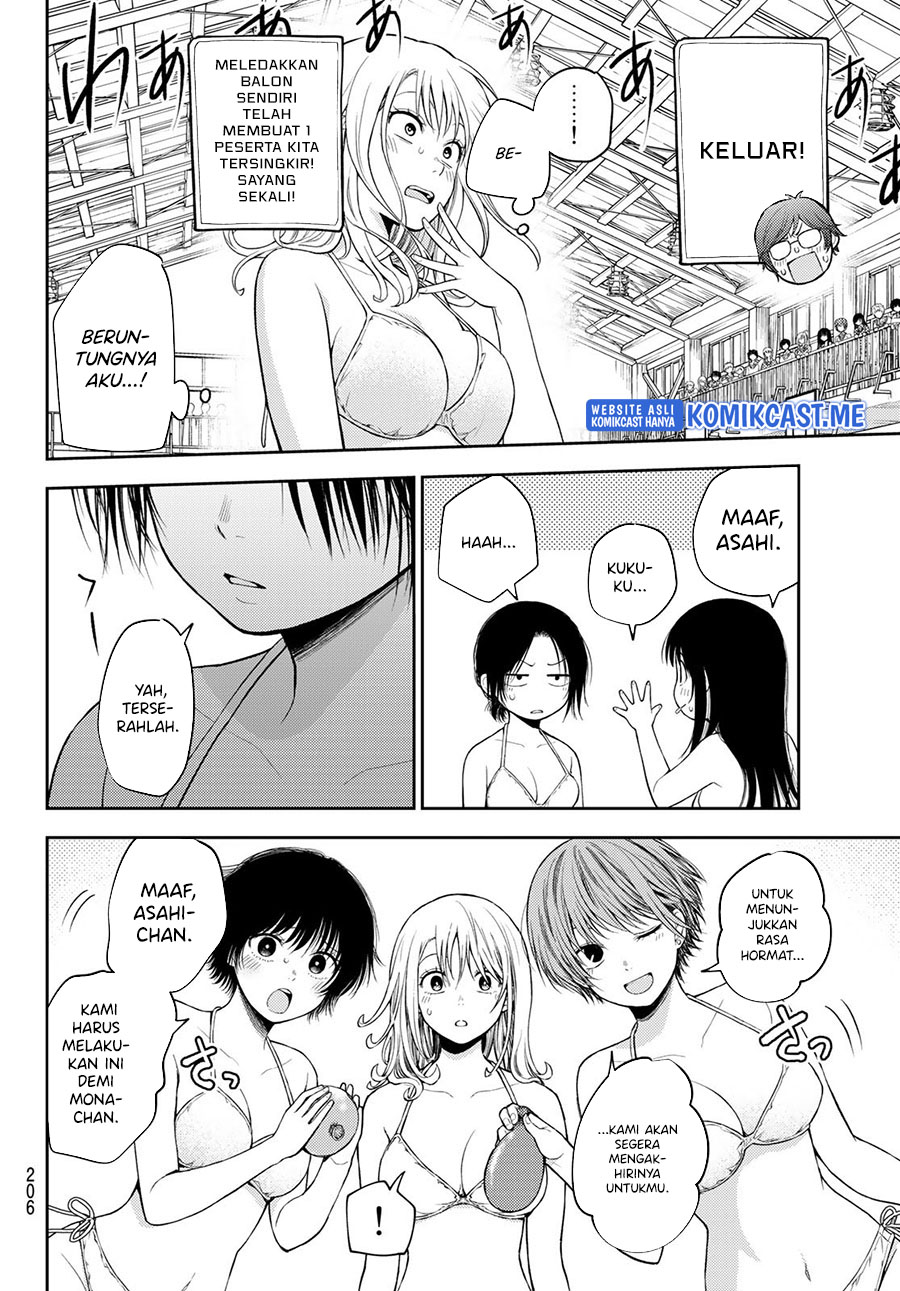 わあ
あ
あ
あ
あ
あ
KELUAR!
......!
BE-
MELEDAKKAN
BALON
SENDIRI
TELAH
MEMBUAT 1
PESERTA KITA
TERSINGKIR!
SAYANG
SEKALI!
BERUN-
TUNGNYA
AKU...!
WEBSITE ASLI
KOMIKCAST HANYA
KOMIKCAST.ME
MAAF,
ASAHI.
KUKU-
KU...
HAAH...
YAH,
TERSE-
RAHLAH.
UNTUK
MENUN-
JUKKAN
RASA
HORMAT...
...KAMI AKAN
SEGERA
MENGAK-
HIRINYA
UNTUKMU.
さっ
!
MAAF,
ASAHI-
CHAN.
KAMI
HARUS
MELAKU-
KAN INI
DEMI
MONA-
CHAN.
さっ
206